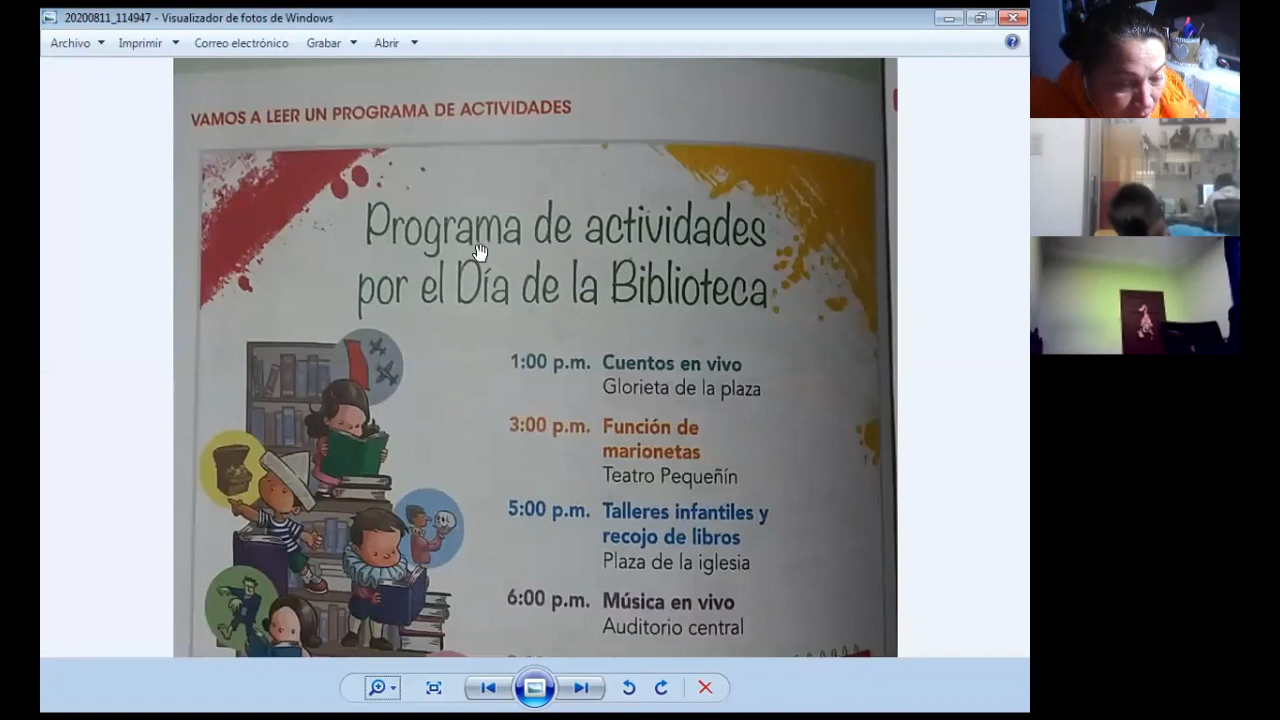 20200811_114947 - Visualizador de fotos de Windows
Archivo Imprimir Correo electrónico Grabar Abrir
VAMOS A LEER UN PROGRAMA DE ACTIVIDADES
Programa de actividades
por el Día de la Biblioteca
1:00 p.m. Cuentos en vivo
Glorieta de la plaza
3:00 p.m. Función de
marionetas
Teatro Pequeñín
5:00 p.m. Talleres infantiles y
recojo de libros
Plaza de la iglesia
6:00 p.m. Música en vivo
Auditorio central